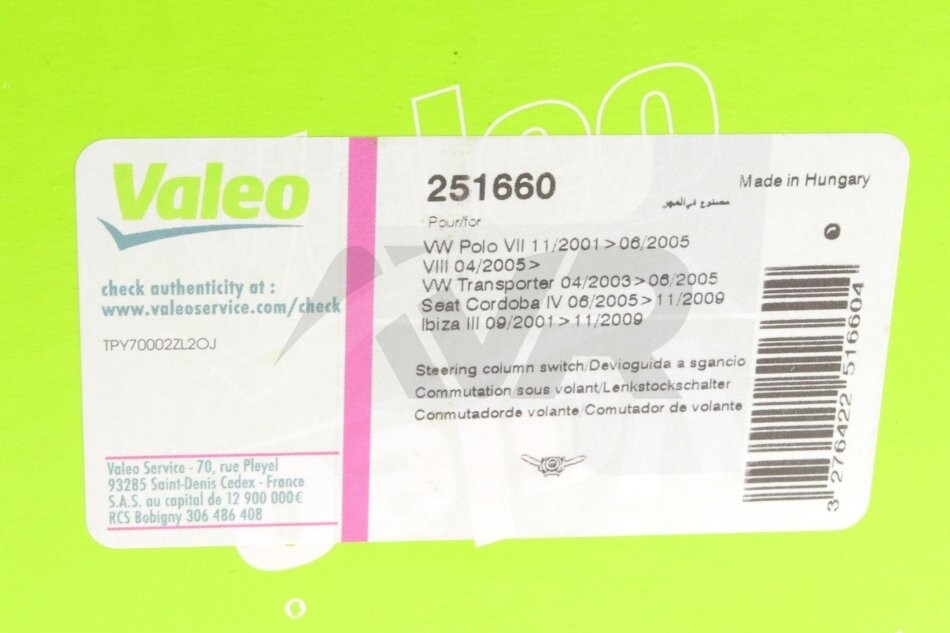 Valeo
Valeo
check authenticity at :
www.valeoservice.com/check
TPY70002ZL2OJ
Valeo Service - 70, rue Pleyel
93285 Saint-Denis Cedex - France
S.A.S. au capital de 12 900 000€
RCS Bobigny 306 486 408
251660
Made in Hungary
مصنوع في المجر
Pour/for
VW Polo VII 11/2001>06/2005
VIII 04/2005>
VW Transporter 04/2003>06/2005
Seat Cordoba IV 06/2005>11/2009
Ibiza III 09/2001>11/2009
Steering column switch/Devioguida a sgancio
Commutation sous volant/Lenkstockschalter
Conmutadorde volante/Comutador de volante
3 276422 516604